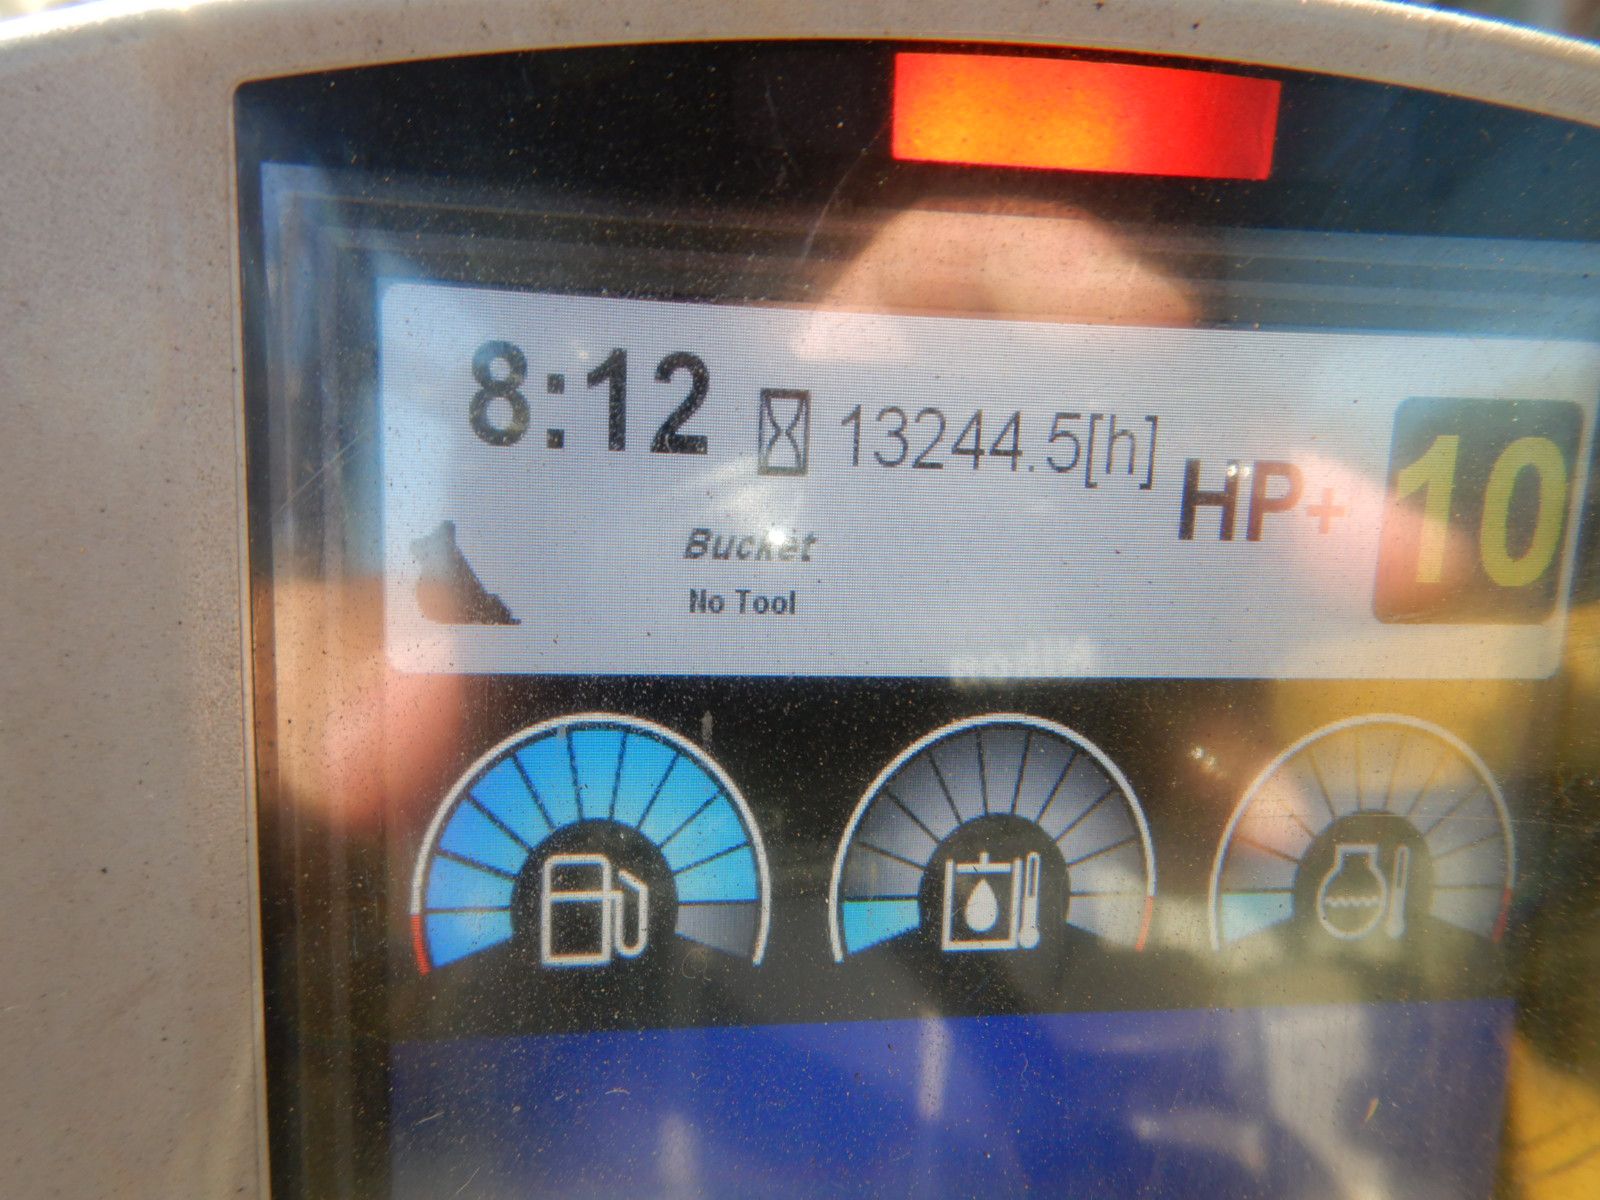 8:12 13244.5[h] HP+ 10
Bucket
No Tool